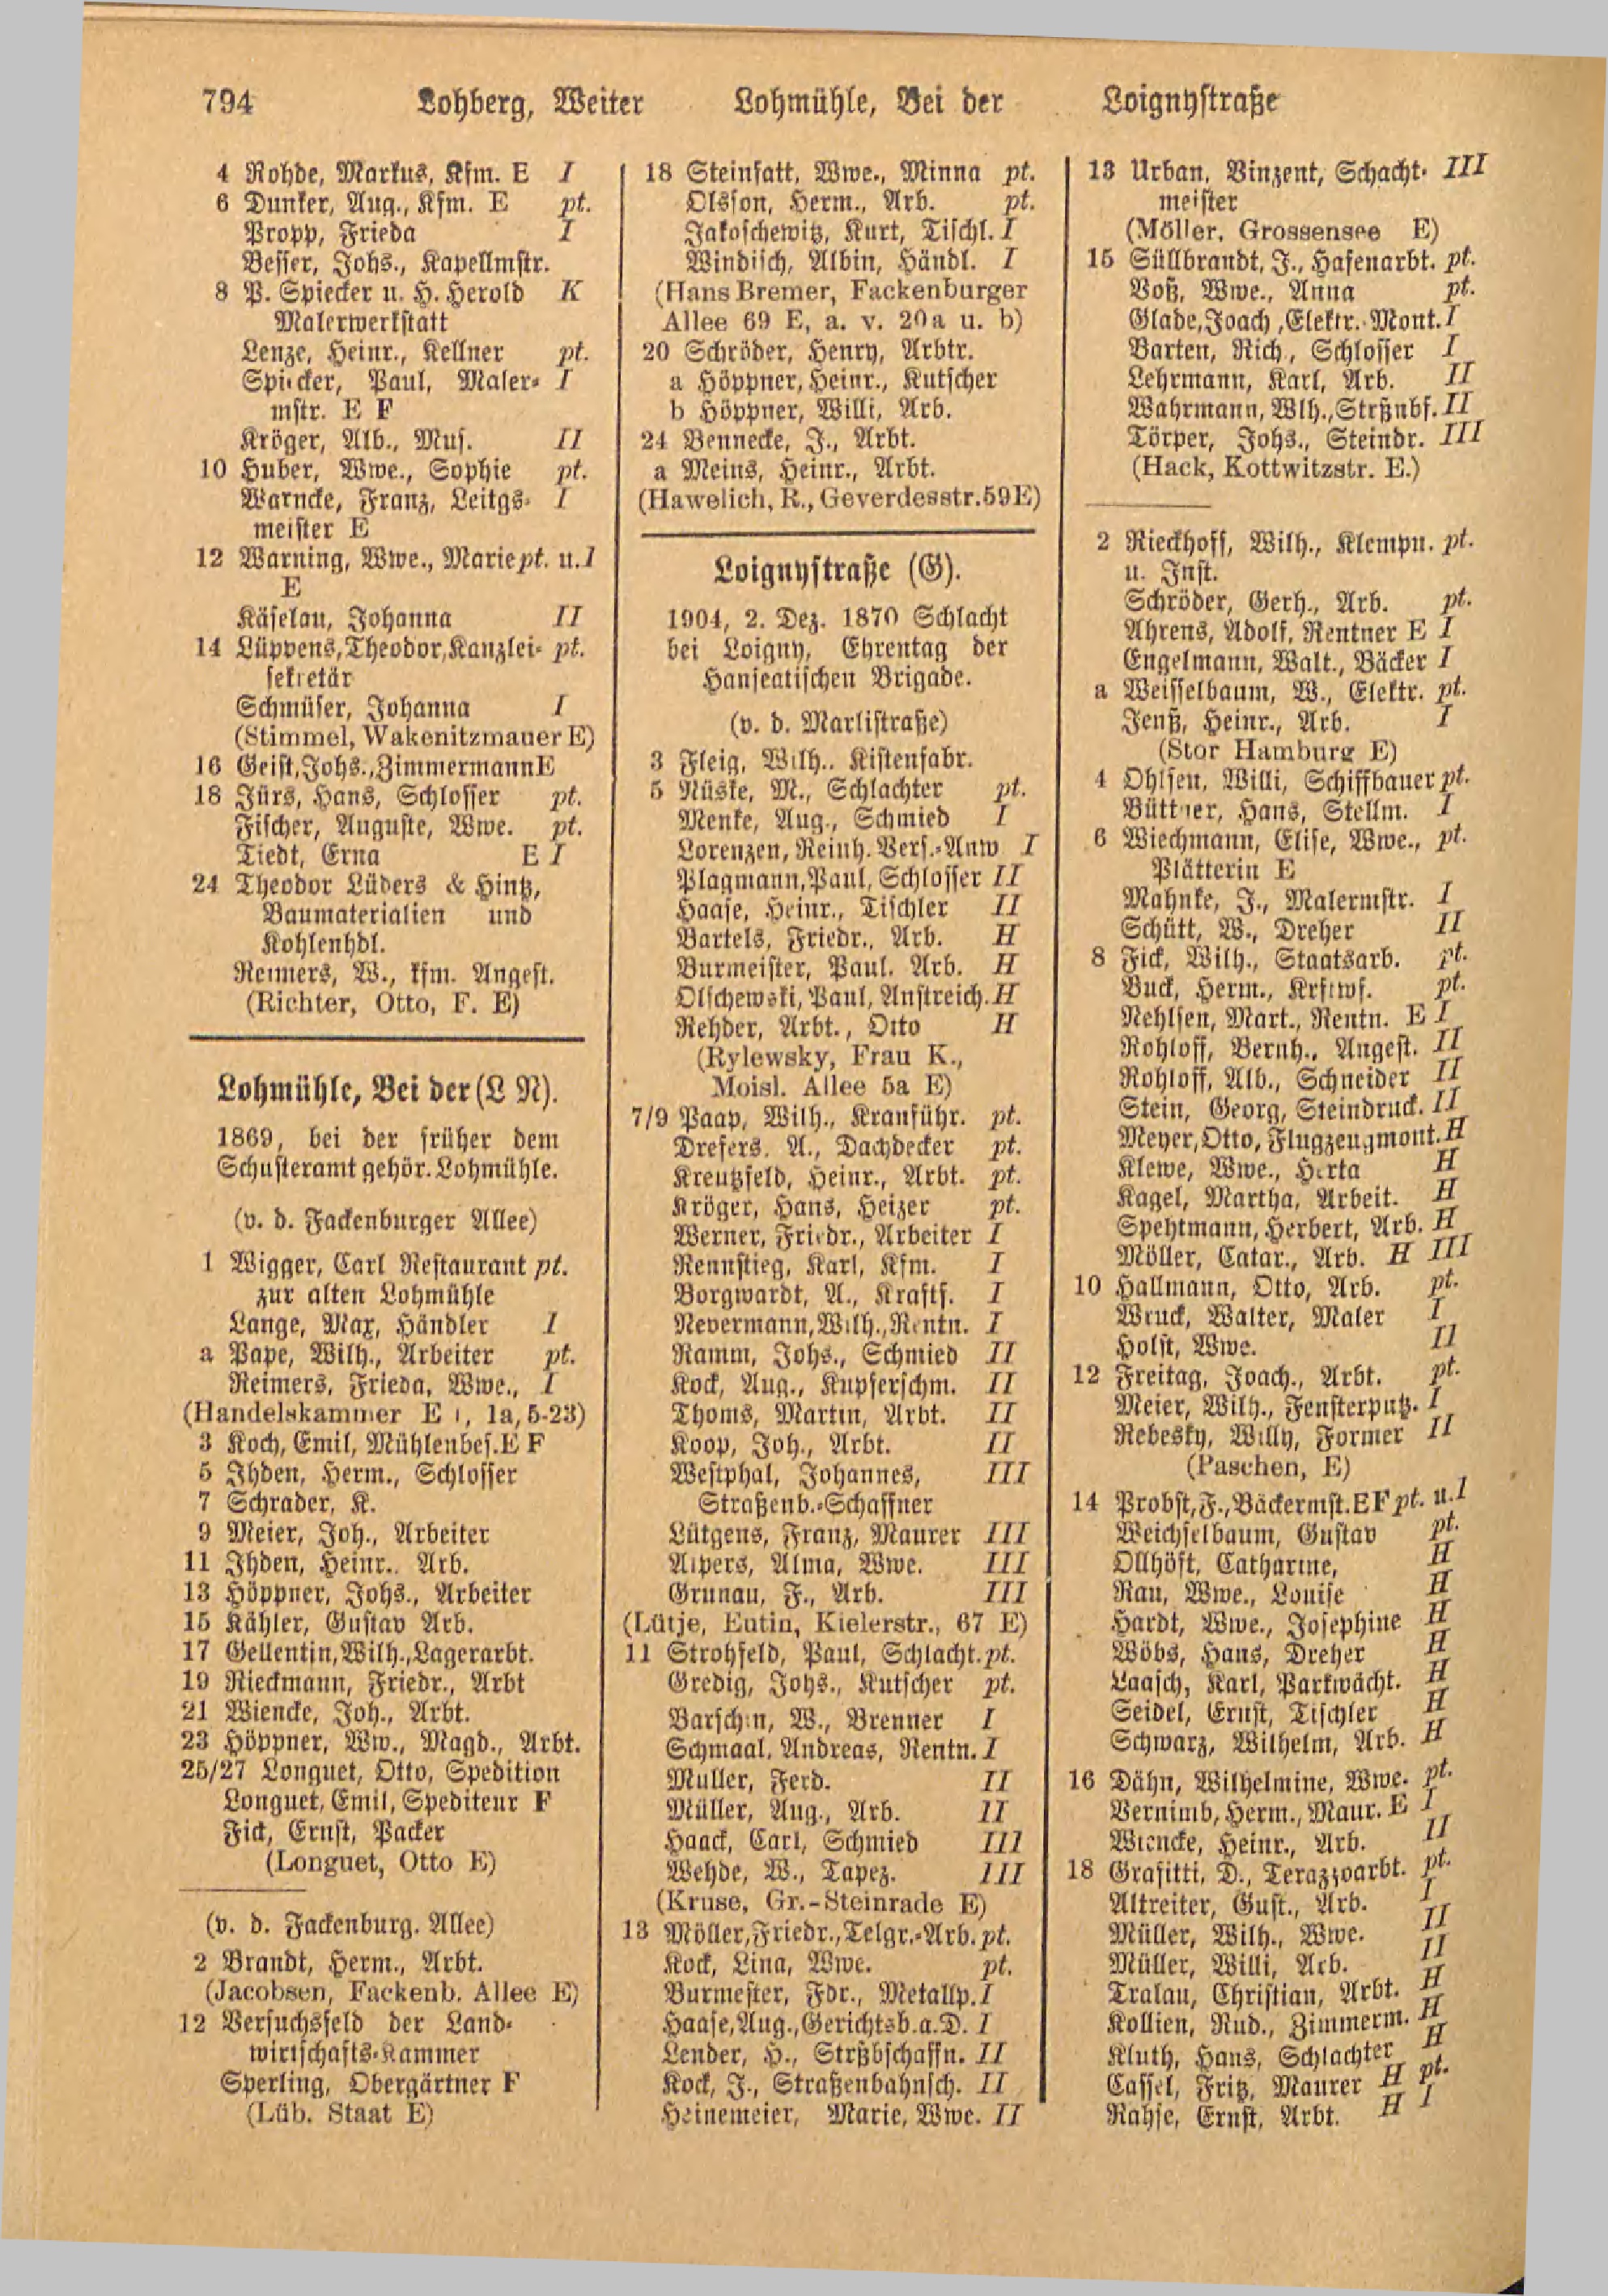 794 Lohberg, Weiter Lohmühle, Bei der Loignystraße
4 Rohde, Markus, Kfm. E I
6 Dunker, Aug., Kfm. E pt.
Propp, Frieda I
Besser, Johs., Kapellmstr.
8 P. Spiecker u. H. Herold K
Malerwerkstatt
Lenze, Heinr., Kellner pt.
Spiecker, Paul, Maler- I
mstr. E F
Kröger, Alb., Mus. II
10 Huber, Wwe., Sophie pt.
Warncke, Franz, Leitgs- I
meister E
12 Warning, Wwe., Marie pt. u. I
E
Käselau, Johanna II
14 Lüppens, Theodor, Kanzlei- pt.
sekretär
Schmüser, Johanna I
(Stimmel, Wakenitzmauer E)
16 Geist, Johs., Zimmermann E
18 Jürs, Hans, Schlosser pt.
Fischer, Auguste, Wwe. pt.
Tiedt, Erna E I
24 Theodor Lüders & Hintz,
Baumaterialien und
Kohlenhdl.
Reimers, W., kfm. Angest.
(Richter, Otto, F. E)
Lohmühle, Bei der (L N).
1869, bei der früher dem
Schusteramt gehör. Lohmühle.
(v. d. Fackenburger Allee)
1 Wigger, Carl Restaurant pt.
zur alten Lohmühle
Lange, Max, Händler I
a Pape, Wilh., Arbeiter pt.
Reimers, Frieda, Wwe., I
(Handelskammer E 1, 1a, 5-23)
3 Koch, Emil, Mühlenbes. E F
5 Ihden, Herm., Schlosser
7 Schrader, K.
9 Meier, Joh., Arbeiter
11 Ihden, Heinr.. Arb.
13 Höppner, Johs., Arbeiter
15 Kähler, Gustav Arb.
17 Gellentin, Wilh., Lagerarbt.
19 Rieckmann, Friedr., Arbt
21 Wiencke, Joh., Arbt.
23 Höppner, Ww., Magd., Arbt.
25/27 Longuet, Otto, Spedition
Longuet, Emil, Spediteur F
Fick, Ernst, Packer
(Longuet, Otto E)
(v. d. Fackenburg. Allee)
2 Brandt, Herm., Arbt.
(Jacobsen, Fackenb. Allee E)
12 Versuchsfeld der Land-
wirtschafts-Kammer
Sperling, Obergärtner F
(Lüb. Staat E)
18 Steinfatt, Wwe., Minna pt.
Olsson, Herm., Arb. pt.
Jakoschewitz, Kurt, Tischl. I
Windisch, Albin, Händl. I
(Hans Bremer, Fackenburger
Allee 69 E, a. v. 20a u. b)
20 Schröder, Henry, Arbtr.
a Höppner, Heinr., Kutscher
b Höppner, Willi, Arb.
24 Bennecke, J., Arbt.
a Meins, Heinr., Arbt.
(Hawelich, R., Geverdesstr. 59 E)
Loignystraße (G).
1904, 2. Dez. 1870 Schlacht
bei Loigny, Ehrentag der
Hanseatischen Brigade.
(v. d. Marlistraße)
3 Fleig, Wilh.. Kistenfabr.
5 Nüske, M., Schlachter pt.
Menke, Aug., Schmied I
Lorenzen, Reinh. Vers.-Anw I
Plagmann, Paul, Schlosser II
Haase, Heinr., Tischler II
Bartels, Friedr., Arb. H
Burmeister, Paul. Arb. H
Olschewski, Paul, Anstreich. H
Rehder, Arbt., Otto H
(Rylewsky, Frau K.,
Moisl. Allee 5a E)
7/9 Paap, Wilh., Kranführ. pt.
Drefers. A., Dachdecker pt.
Kreutzfeld, Heinr., Arbt. pt.
Kröger, Hans, Heizer pt.
Werner, Friedr., Arbeiter I
Rennstieg, Karl, Kfm. I
Borgwardt, A., Kraftf. I
Nevermann, Wilh., Rentn. I
Ramm, Johs., Schmied II
Kock, Aug., Kupferschm. II
Thoms, Martin, Arbt. II
Koop, Joh., Arbt. II
Westphal, Johannes, III
Straßenb.-Schaffner
Lütgens, Franz, Maurer III
Alpers, Alma, Wwe. III
Grunau, F., Arb. III
(Lütje, Eutin, Kielerstr., 67 E)
11 Strohfeld, Paul, Schlacht. pt.
Gredig, Johs., Kutscher pt.
Barschin, W., Brenner I
Schmaal, Andreas, Rentn. I
Müller, Ferd. II
Müller, Aug., Arb. II
Haack, Carl, Schmied III
Wehde, W., Tapez. III
(Kruse, Gr.-Steinrade E)
13 Möller, Friedr., Telgr.-Arb. pt.
Kock, Lina, Wwe. pt.
Burmester, Fdr., Metallp. I
Haase, Aug., Gerichtsb. a. D. I
Lender, H., Strßbschaffn. II
Kock, J., Straßenbahnsch. II
Heinemeier, Marie, Wwe. II
13 Urban, Vinzent, Schacht- III
meister
(Möller, Grossensee E)
15 Süllbrandt, J., Hafenarbt. pt.
Voß, Wwe., Anna pt.
Glade, Joach, Elektr.-Mont. I
Barten, Rich., Schlosser I
Lehrmann, Karl, Arb. II
Wahrmann, Wlh., Strßnbf. II
Törper, Johs., Steindr. III
(Hack, Kottwitzstr. E.)
2 Rieckhoff, Wilh., Klempn. pt.
u. Inst.
Schröder, Gerh., Arb. pt.
Ahrens, Adolf, Rentner E I
Engelmann, Walt., Bäcker I
a Weisselbaum, W., Elektr. pt.
Jenß, Heinr., Arb. I
(Stor Hamburg E)
4 Ohlsen, Willi, Schiffbauer pt.
Büttner, Hans, Stellm. I
6 Wiechmann, Elise, Wwe., pt.
Plätterin E
Mahnke, J., Malermstr. I
Schütt, W., Dreher II
8 Fick, Wilh., Staatsarb. pt.
Buck, Herm., Krftwf. pt.
Nehlsen, Mart., Rentn. E I
Rohloff, Bernh., Angest. II
Rohloff, Alb., Schneider II
Stein, Georg, Steindruck. II
Meyer, Otto, Flugzeugmont. H
Klewe, Wwe., Herta H
Kagel, Martha, Arbeit. H
Spehtmann, Herbert, Arb. H
Möller, Catar., Arb. H III
10 Hallmann, Otto, Arb. pt.
Wruck, Walter, Maler I
Holst, Wwe. II
12 Freitag, Joach., Arbt. pt.
Meier, Wilh., Fensterputz. I
Rebesky, Willy, Former II
(Paschen, E)
14 Probst, F., Bäckermst. E F pt. u. I
Weichselbaum, Gustav pt.
Ollhöft, Catharine, H
Rau, Wwe., Louise H
Hardt, Wwe., Josephine H
Wöbs, Hans, Dreher H
Laasch, Karl, Parkwächt. H
Seidel, Ernst, Tischler H
Schwarz, Wilhelm, Arb. H
16 Dähn, Wilhelmine, Wwe. pt.
Vernimb, Herm., Maur. E I
Wiencke, Heinr., Arb. II
18 Grafitti, D., Terazzoarbt. pt.
Altreiter, Gust., Arb. I
Müller, Wilh., Wwe. II
Müller, Willi, Arb. II
Tralau, Christian, Arbt. H
Kollien, Rud., Zimmerm. H
Kluth, Hans, Schlachter H
Cassel, Fritz, Maurer H pt.
Rahse, Ernst, Arbt. H I